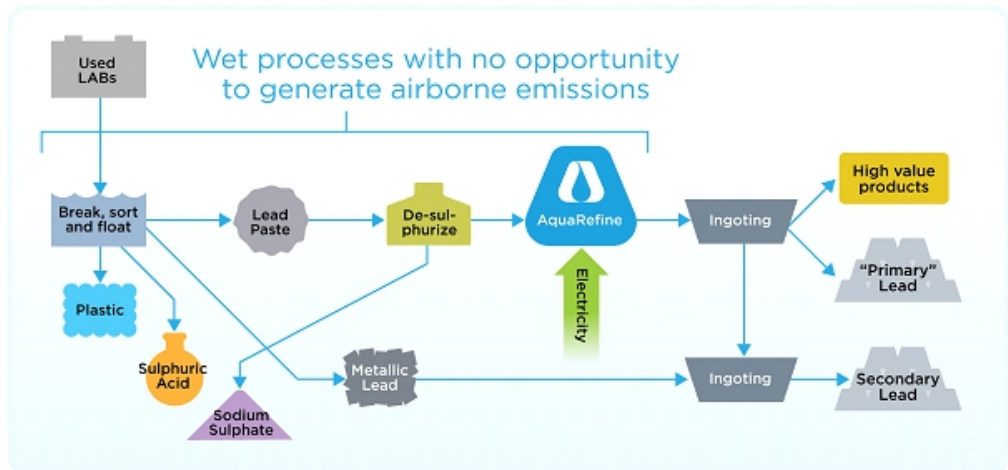 Used
LABs
Wet processes with no opportunity
to generate airborne emissions
Break, sort
and float
Lead
Paste
De-sul-
phurize
AquaRefine
Ingoting
High value
products
"Primary"
Lead
Plastic
Sulphuric
Acid
Sodium
Sulphate
Metallic
Lead
Electricity
Ingoting
Secondary
Lead